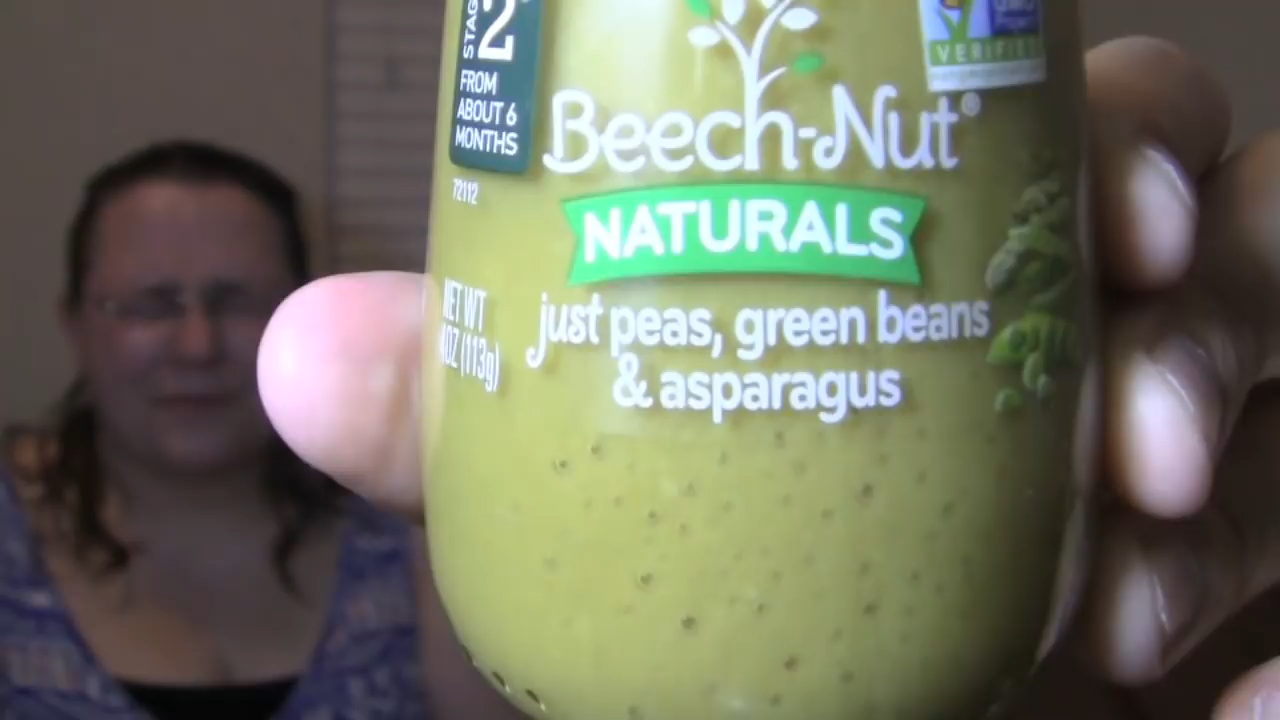 STAGE
2
FROM
ABOUT 6
MONTHS
72112
Beech-Nut®
NATURALS
VERIFIED
NET WT
4OZ (113g)
just peas, green beans
& asparagus